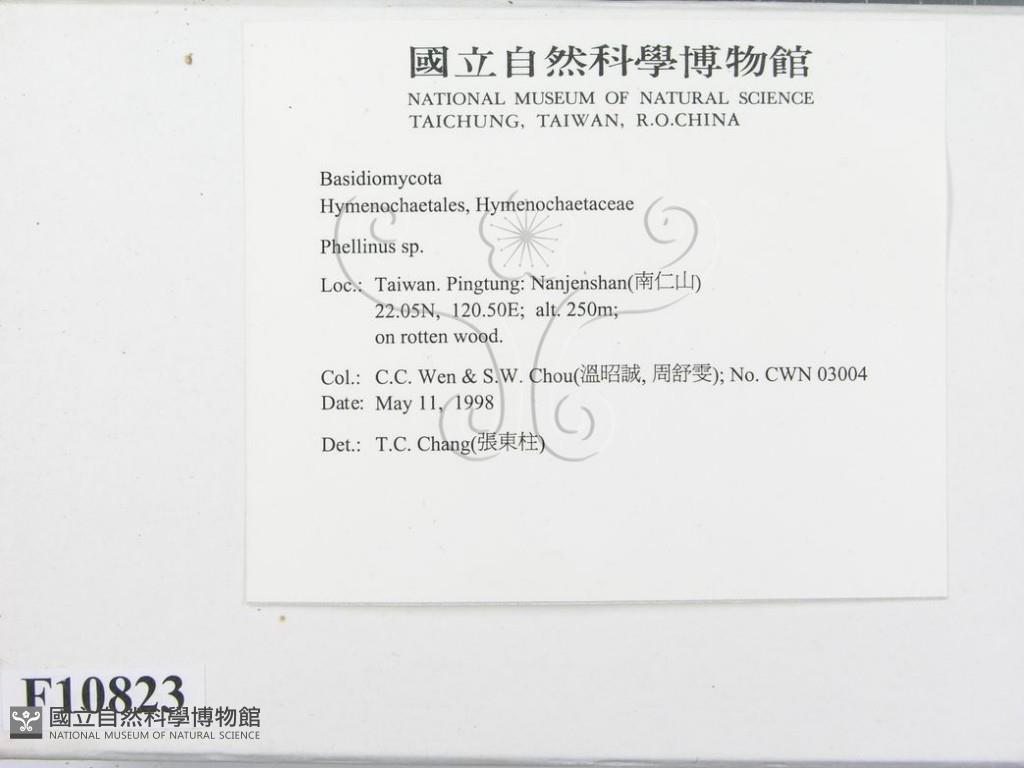 國立自然科學博物館
NATIONAL MUSEUM OF NATURAL SCIENCE
TAICHUNG, TAIWAN, R.O.CHINA
Basidiomycota
Hymenochaetales, Hymenochaetaceae
Phellinus sp.
Loc.: Taiwan. Pingtung: Nanjenshan(南仁山)
22.05N, 120.50E; alt. 250m;
on rotten wood.
Col.: C.C. Wen & S.W. Chou(溫昭誠, 周舒雯); No. CWN 03004
Date: May 11, 1998
Det.: T.C. Chang(張東柱)
F10823
國立自然科學博物館
NATIONAL MUSEUM OF NATURAL SCIENCE